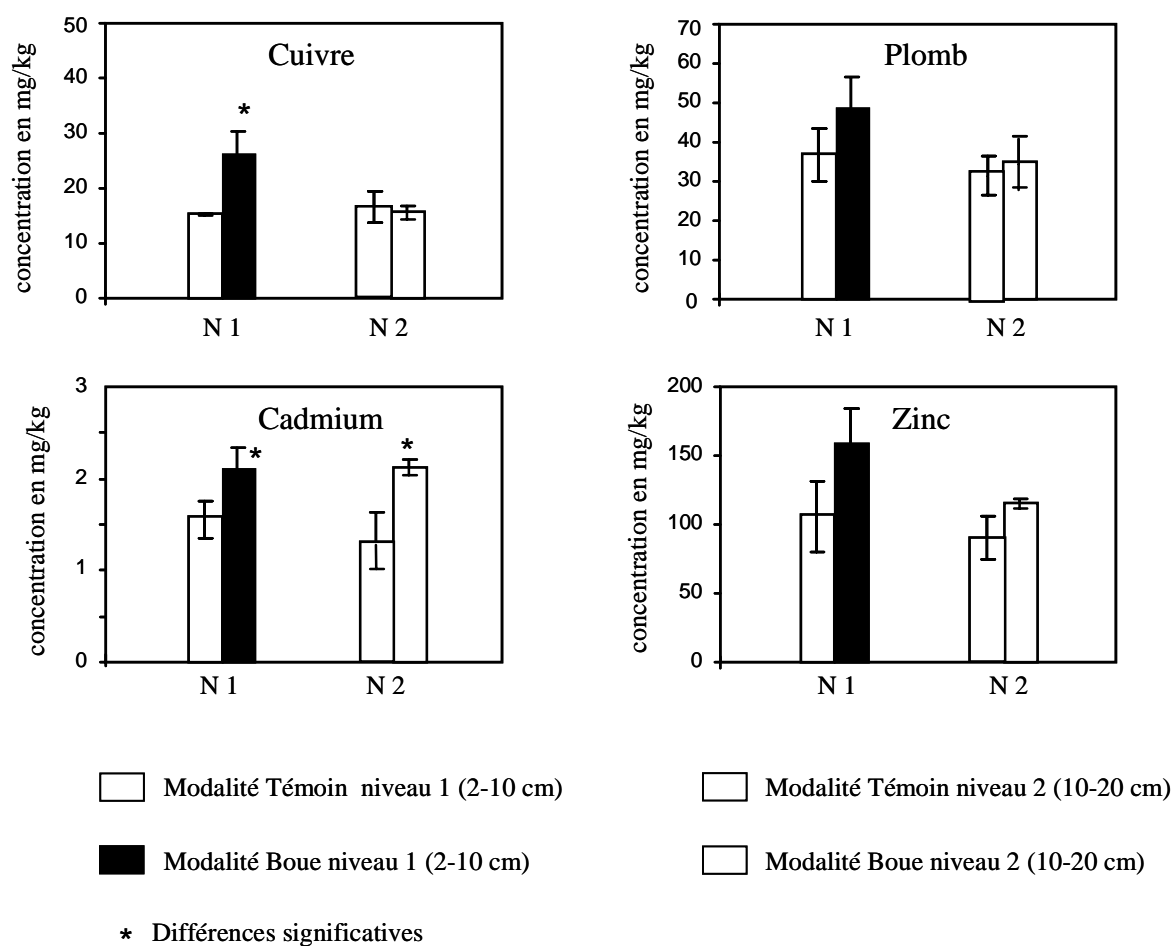 Cuivre
concentration en mg/kg
50
40
30
20
10
0
*
N 1
N 2
Plomb
concentration en mg/kg
70
60
50
40
30
20
10
0
N 1
N 2
Cadmium
concentration en mg/kg
3
2
1
0
*
*
N 1
N 2
Zinc
concentration en mg/kg
200
150
100
50
0
N 1
N 2
Modalité Témoin niveau 1 (2-10 cm)
Modalité Témoin niveau 2 (10-20 cm)
Modalité Boue niveau 1 (2-10 cm)
Modalité Boue niveau 2 (10-20 cm)
* Différences significatives